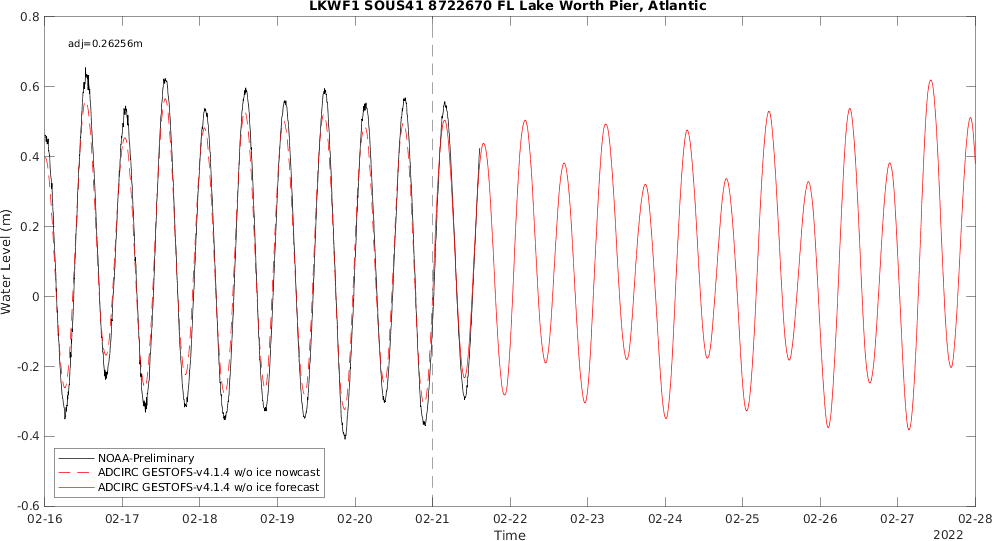 LKWF1 SOUS41 8722670 FL Lake Worth Pier, Atlantic
0.8
adj=0.26256m
0.6
0.4
0.2
0
-0.2
-0.4
-0.6
Water Level (m)
NOAA-Preliminary
ADCIRC GESTOFS-v4.1.4 w/o ice nowcast
ADCIRC GESTOFS-v4.1.4 w/o ice forecast
02-16 02-17 02-18 02-19 02-20 02-21 02-22 02-23 02-24 02-25 02-26 02-27 02-28
Time
2022